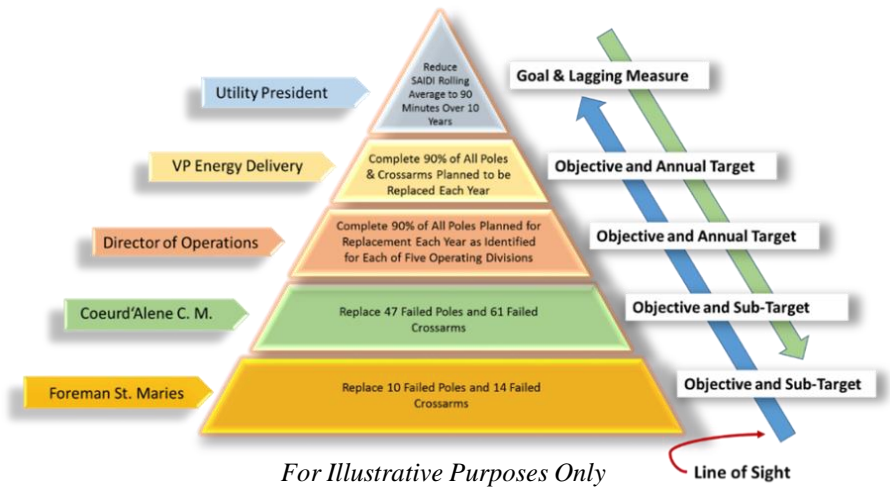 Utility President
Reduce
SAIDI Rolling
Average to 90
Minutes Over 10
Years
Goal & Lagging Measure
VP Energy Delivery
Complete 90% of All Poles
& Crossarms Planned to be
Replaced Each Year
Objective and Annual Target
Director of Operations
Complete 90% of All Poles Planned for
Replacement Each Year as Identified
for Each of Five Operating Divisions
Objective and Annual Target
Coeurd'Alene C. M.
Replace 47 Failed Poles and 61 Failed
Crossarms
Objective and Sub-Target
Foreman St. Maries
Replace 10 Failed Poles and 14 Failed
Crossarms
Objective and Sub-Target
For Illustrative Purposes Only
Line of Sight